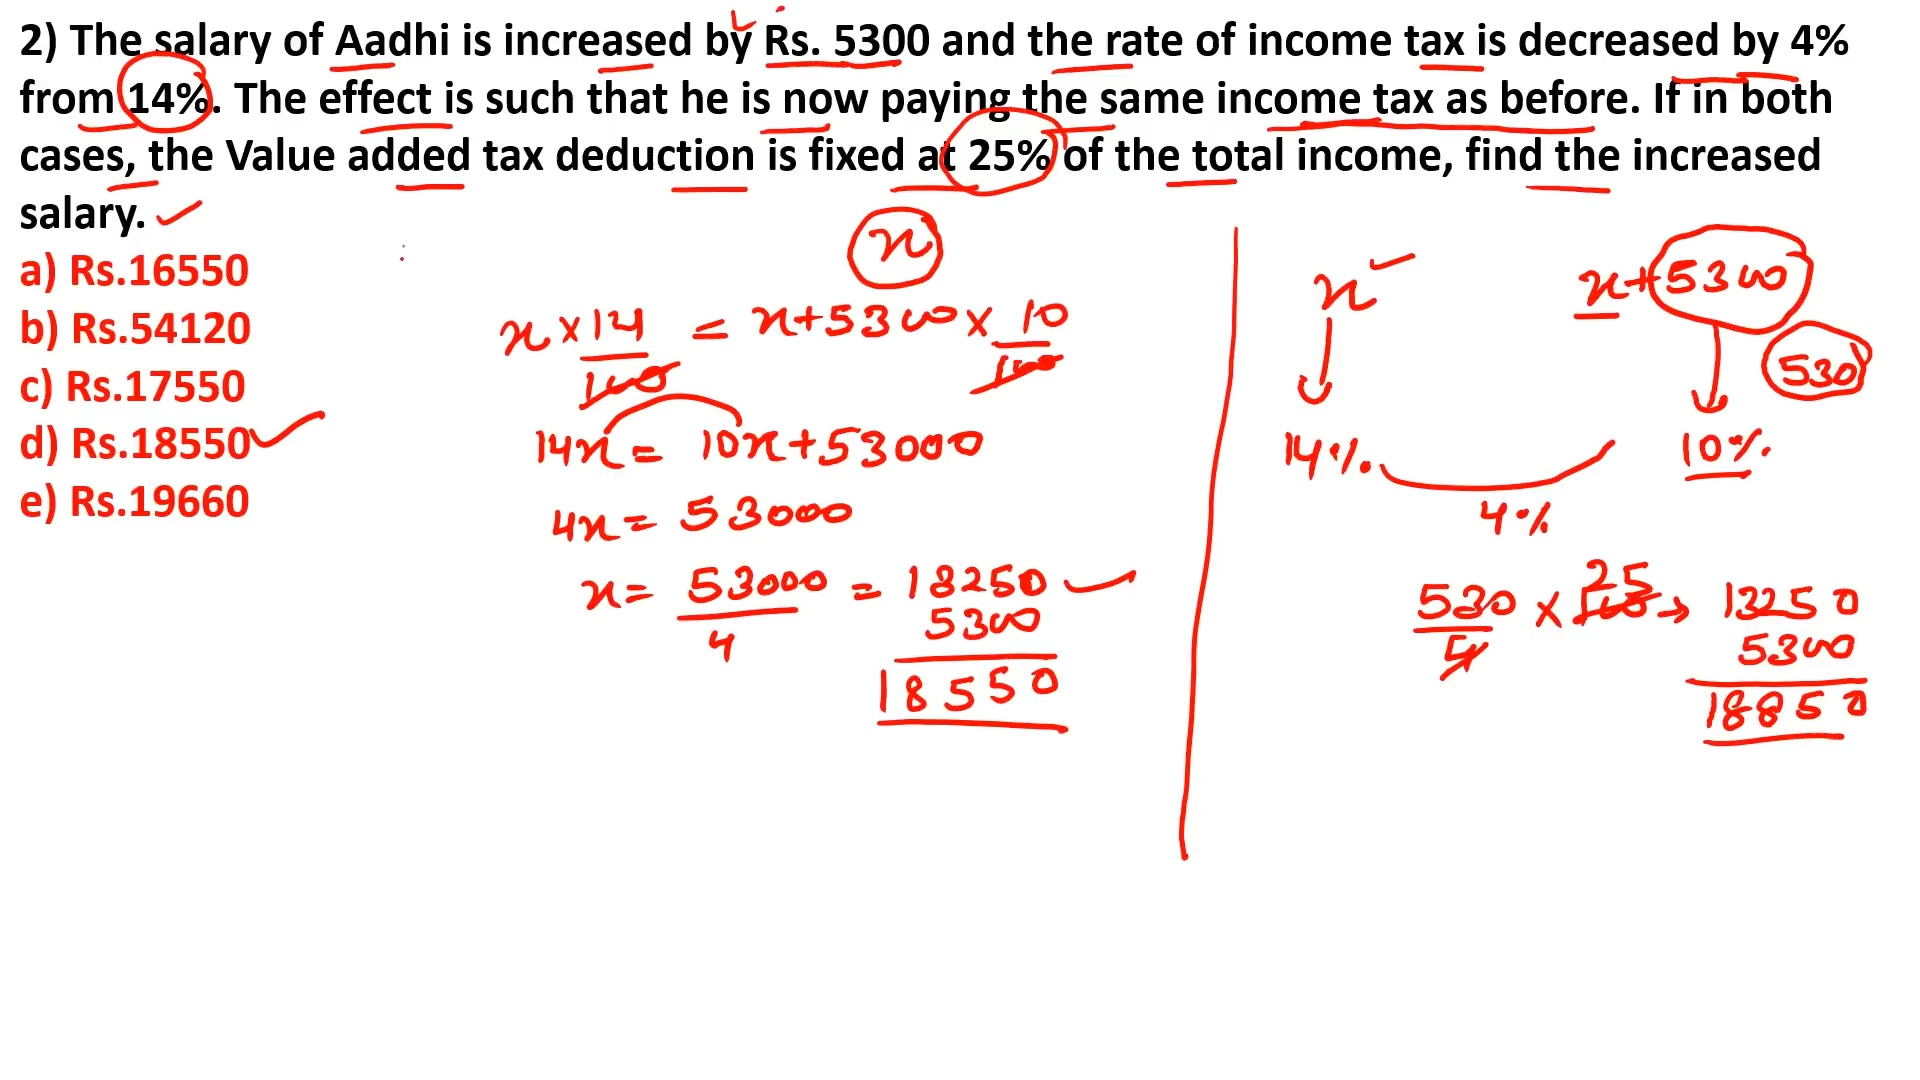 2) The salary of Aadhi is increased by Rs. 5300 and the rate of income tax is decreased by 4%
from 14%. The effect is such that he is now paying the same income tax as before. If in both
cases, the Value added tax deduction is fixed at 25% of the total income, find the increased
salary.
a) Rs.16550
b) Rs.54120
c) Rs.17550
d) Rs.18550
e) Rs.19660
x
x × 14/100 = x+5300 × 10/100
14x = 10x+53000
4x = 53000
x = 53000/4 = 13250
5300
18550
x x+5300
530
14% 10%
4%
530/4 × 100 25 → 13250
5300
18850